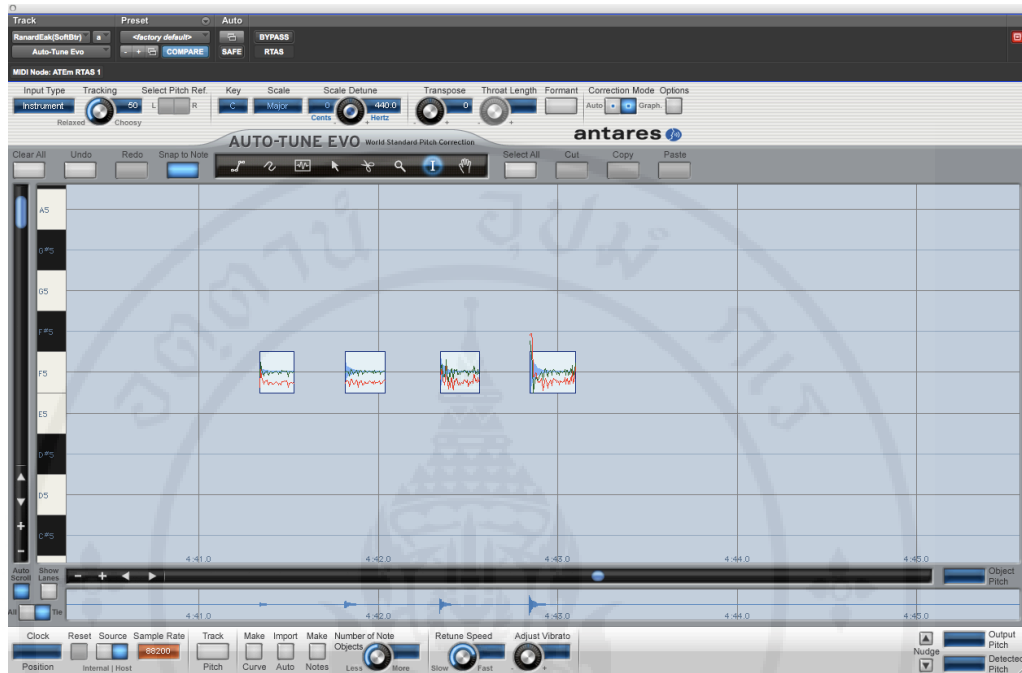 Track Preset Auto
RanardEak(SoftBtr) a <factory default> BYPASS
Auto-Tune Evo - + COMPARE SAFE RTAS
MIDI Node: ATEm RTAS 1
Input Type Tracking Select Pitch Ref. Key Scale Scale Detune Transpose Throat Length Formant Correction Mode Options
Instrument 50 L R C Major 0 440.0 0 Auto Graph.
Relaxed Choosy Cents Hertz - + - +
antares
AUTO-TUNE EVO World Standard Pitch Correction
Clear All Undo Redo Snap to Note Select All Cut Copy Paste
A5
G#5
G5
F#5
F5
E5
D#5
D5
C#5
4:41.0 4:42.0 4:43.0 4:44.0 4:45.0
Auto Scroll Show Lanes - + Object Pitch
All Tie 4:41.0 4:42.0 4:43.0 4:44.0 4:45.0
Clock Reset Source Sample Rate Track Make Import Make Number of Note Objects Retune Speed Adjust Vibrato Output Pitch
88200 Nudge
Position Internal | Host Pitch Curve Auto Notes Less More Slow Fast - + Detected Pitch